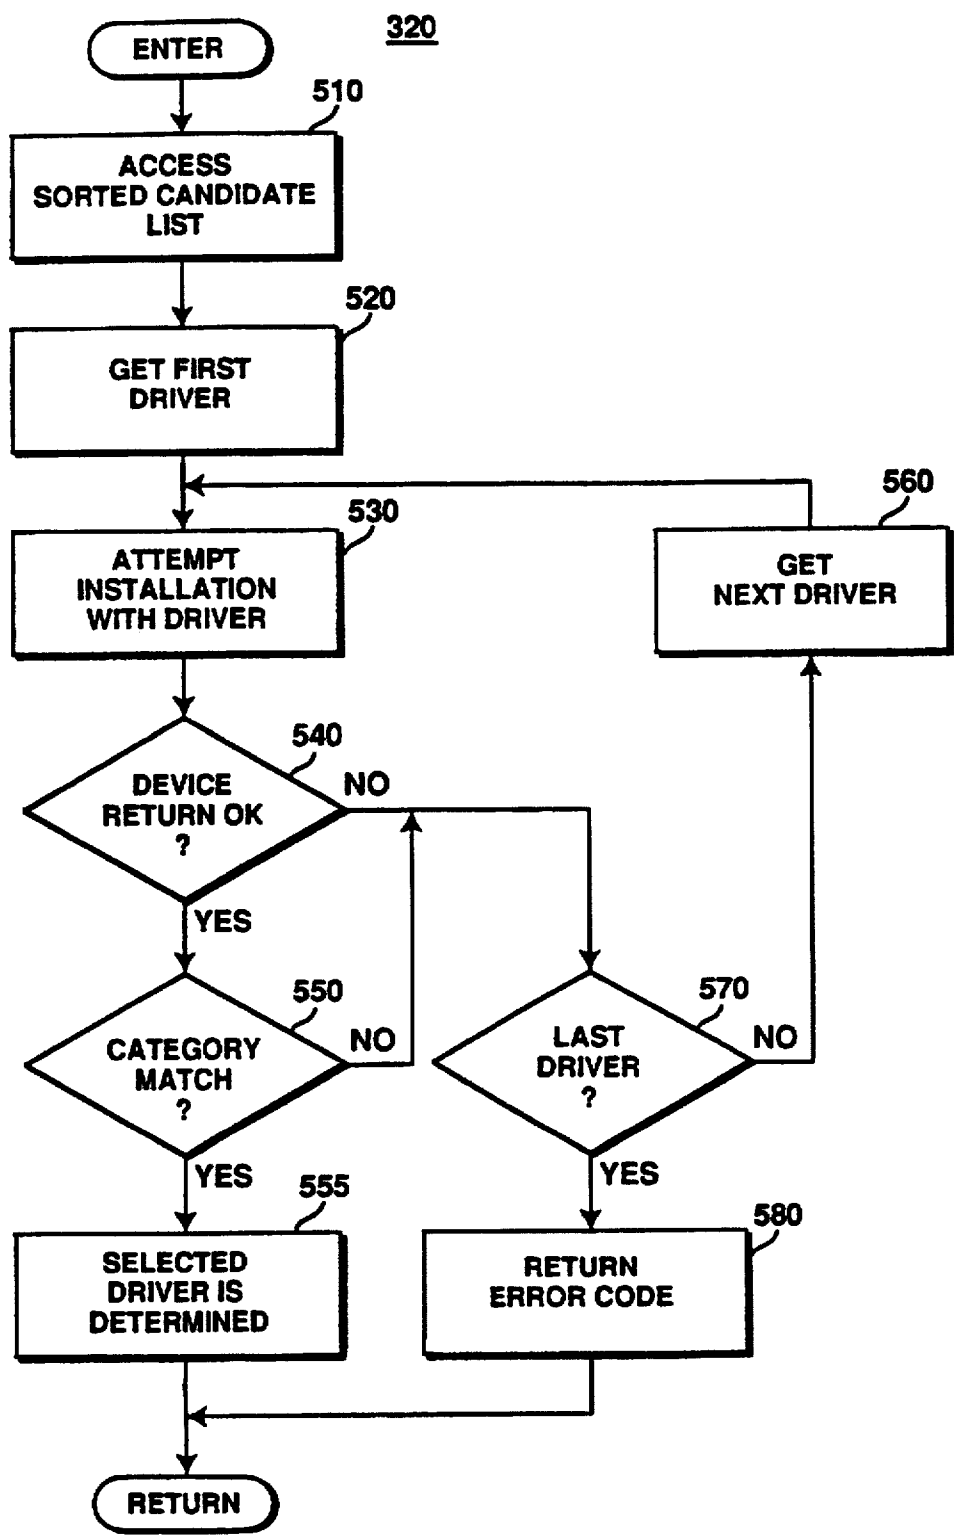 320
ENTER
510
ACCESS
SORTED CANDIDATE
LIST
520
GET FIRST
DRIVER
530
ATTEMPT
INSTALLATION
WITH DRIVER
560
GET
NEXT DRIVER
540
DEVICE
RETURN OK
?
NO
YES
550
CATEGORY
MATCH
?
NO
YES
570
LAST
DRIVER
?
NO
YES
555
SELECTED
DRIVER IS
DETERMINED
580
RETURN
ERROR CODE
RETURN